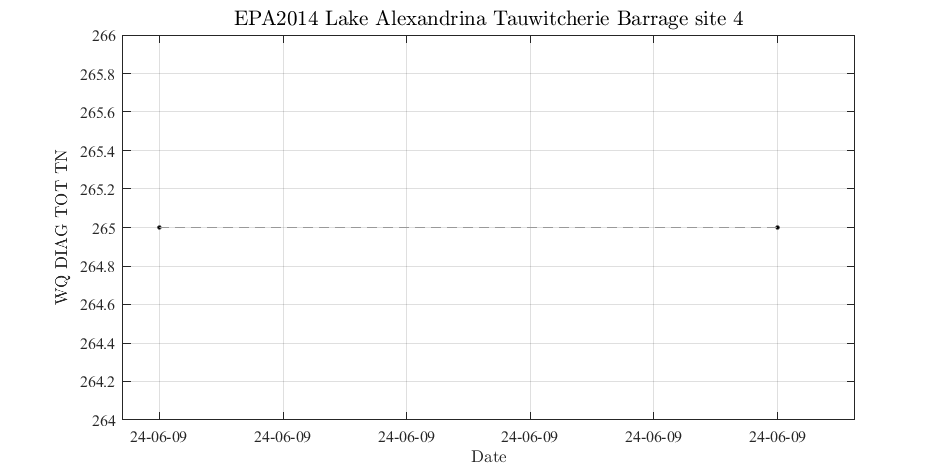 EPA2014 Lake Alexandrina Tauwitcherie Barrage site 4
266
265.8
265.6
265.4
265.2
265
264.8
264.6
264.4
264.2
264
WQ DIAG TOT TN
24-06-09 24-06-09 24-06-09 24-06-09 24-06-09 24-06-09
Date